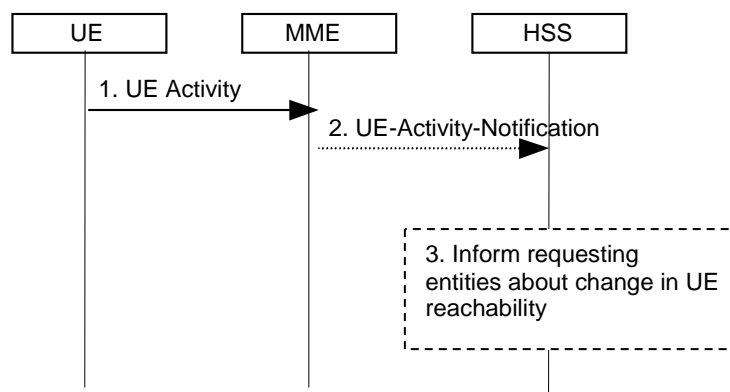 UE
MME
HSS
1. UE Activity
2. UE-Activity-Notification
3. Inform requesting
entities about change in UE
reachability